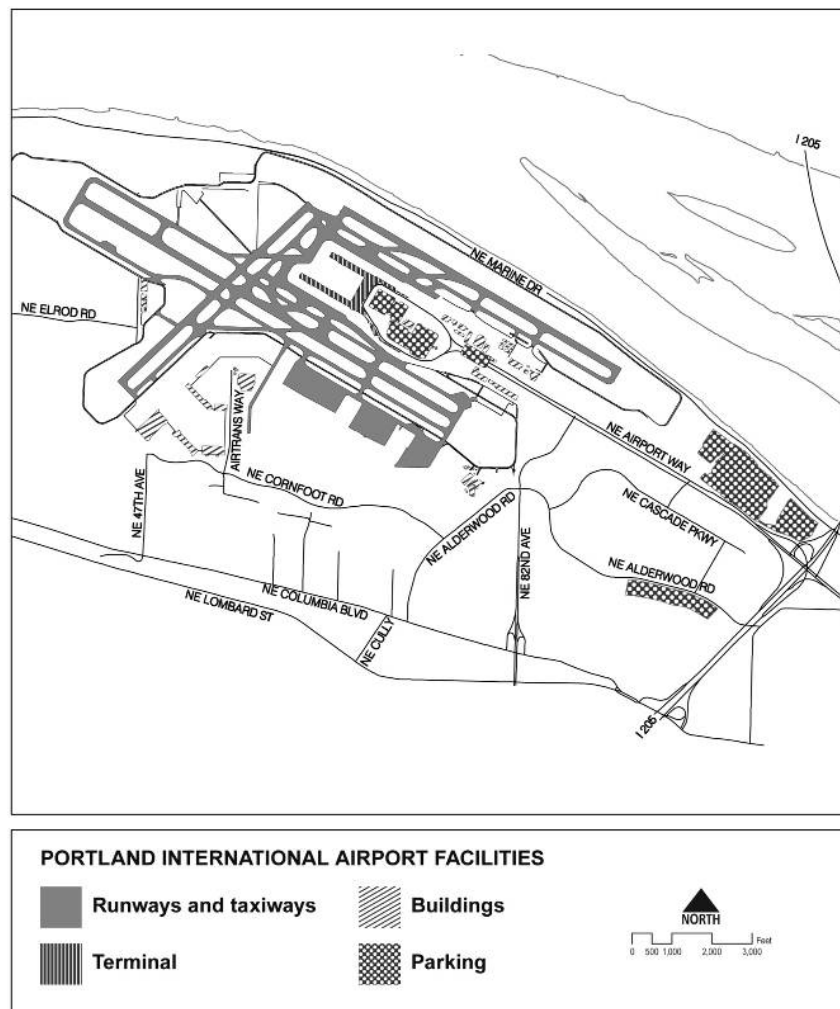 I 205
NE MARINE DR
NE ELROD RD
NE AIRPORT WAY
AIRTRANS WAY
NE CORNFOOT RD
NE 47TH AVE
NE ALDERWOOD RD
NE 82ND AVE
NE CASCADE PKWY
NE ALDERWOOD RD
NE COLUMBIA BLVD
NE LOMBARD ST
NE CULLY
I 205
PORTLAND INTERNATIONAL AIRPORT FACILITIES
Runways and taxiways
Buildings
Terminal
Parking
NORTH
Feet
0 500 1,000 2,000 3,000